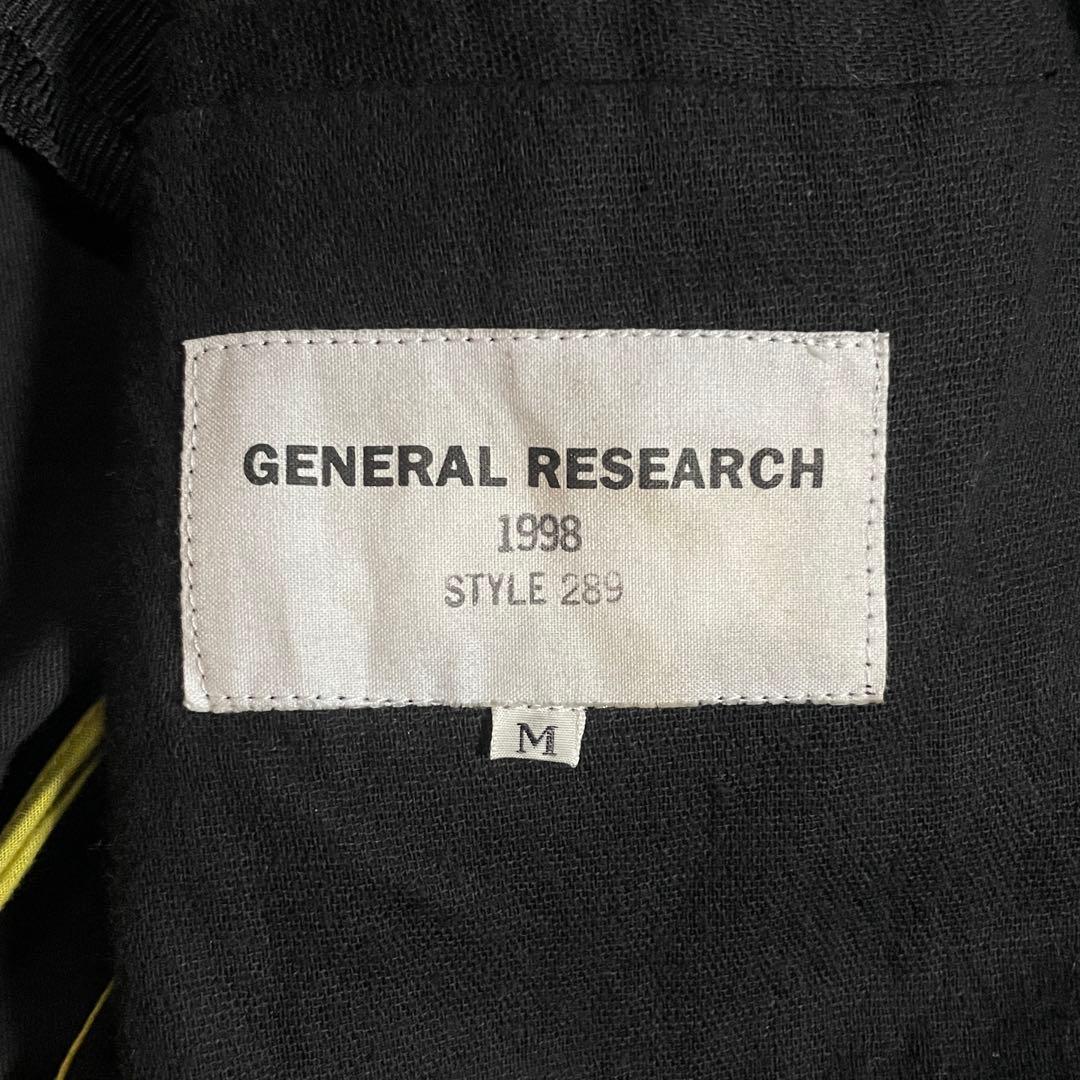 GENERAL RESEARCH
1998
STYLE 289
M